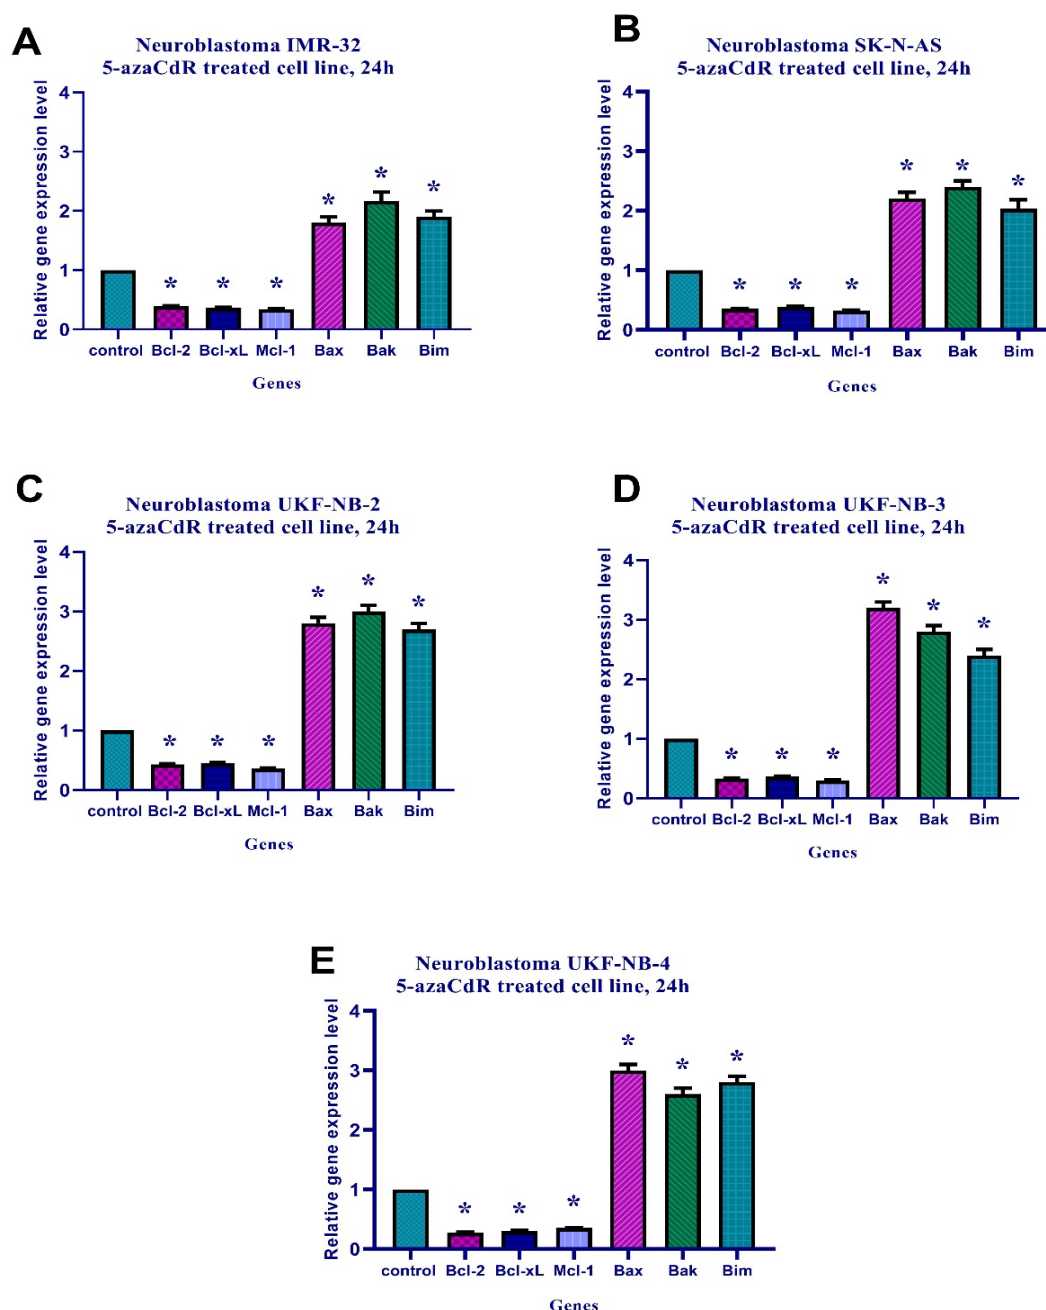 A
Neuroblastoma IMR-32
5-azaCdR treated cell line, 24h
Relative gene expression level
4
3
2
1
0
control Bcl-2 Bcl-xL Mcl-1 Bax Bak Bim
* * * * * *
Genes
B
Neuroblastoma SK-N-AS
5-azaCdR treated cell line, 24h
Relative gene expression level
4
3
2
1
0
control Bcl-2 Bcl-xL Mcl-1 Bax Bak Bim
* * * * * *
Genes
C
Neuroblastoma UKF-NB-2
5-azaCdR treated cell line, 24h
Relative gene expression level
4
3
2
1
0
control Bcl-2 Bcl-xL Mcl-1 Bax Bak Bim
* * * * * *
Genes
D
Neuroblastoma UKF-NB-3
5-azaCdR treated cell line, 24h
Relative gene expression level
4
3
2
1
0
control Bcl-2 Bcl-xL Mcl-1 Bax Bak Bim
* * * * * *
Genes
E
Neuroblastoma UKF-NB-4
5-azaCdR treated cell line, 24h
Relative gene expression level
4
3
2
1
0
control Bcl-2 Bcl-xL Mcl-1 Bax Bak Bim
* * * * * *
Genes